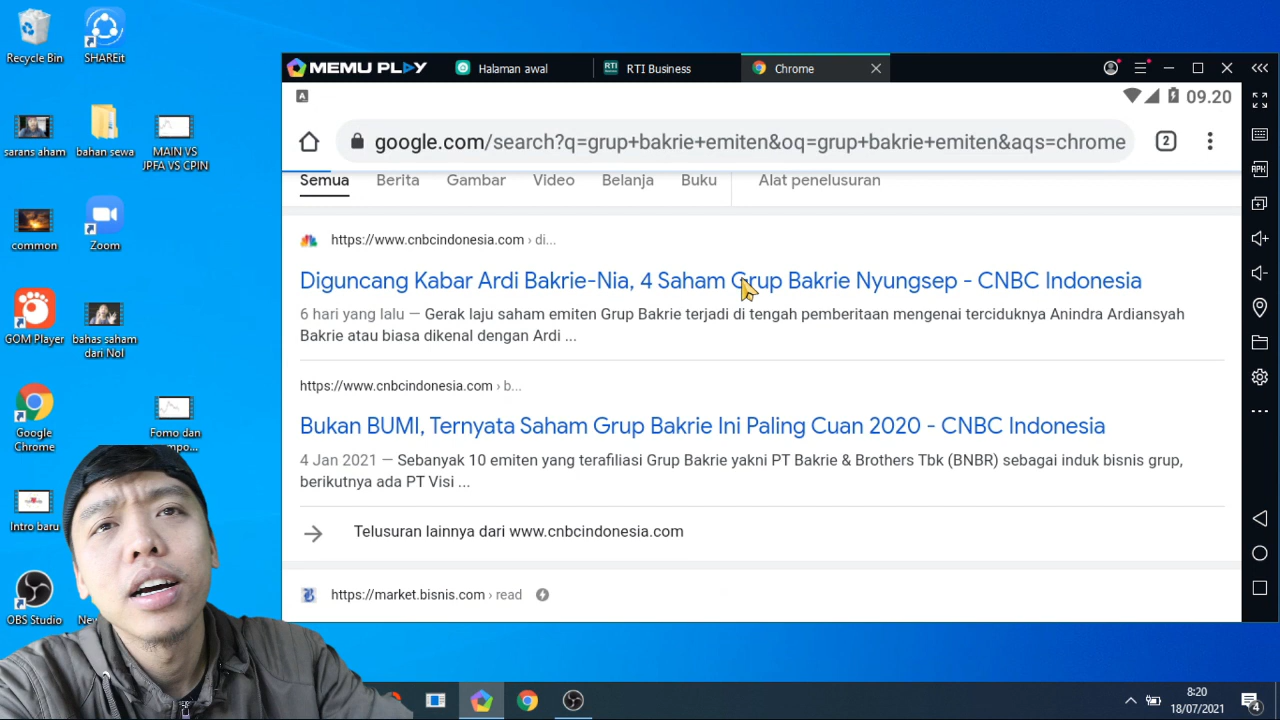 Recycle Bin
SHAREit
sarans aham
bahan sewa
MAIN VS
JPFA VS CPIN
common
Zoom
GOM Player
bahas saham
dari Nol
Google
Chrome
Fomo dan
mpo...
Intro baru
OBS Studio
MEMU PLAY
Halaman awal
RTI Business
Chrome
09.20
google.com/search?q=grup+bakrie+emiten&oq=grup+bakrie+emiten&aqs=chrome
2
Semua
Berita
Gambar
Video
Belanja
Buku
Alat penelusuran
https://www.cnbcindonesia.com › di...
Diguncang Kabar Ardi Bakrie-Nia, 4 Saham Grup Bakrie Nyungsep - CNBC Indonesia
6 hari yang lalu — Gerak laju saham emiten Grup Bakrie terjadi di tengah pemberitaan mengenai terciduknya Anindra Ardiansyah
Bakrie atau biasa dikenal dengan Ardi ...
https://www.cnbcindonesia.com › b...
Bukan BUMI, Ternyata Saham Grup Bakrie Ini Paling Cuan 2020 - CNBC Indonesia
4 Jan 2021 — Sebanyak 10 emiten yang terafiliasi Grup Bakrie yakni PT Bakrie & Brothers Tbk (BNBR) sebagai induk bisnis grup,
berikutnya ada PT Visi ...
Telusuran lainnya dari www.cnbcindonesia.com
https://market.bisnis.com › read
8:20
18/07/2021
4